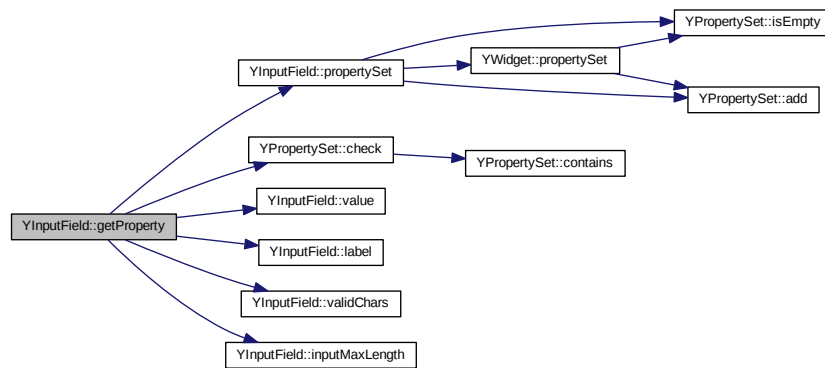 YPropertySet::isEmpty
YInputField::propertySet
YWidget::propertySet
YPropertySet::add
YPropertySet::check
YPropertySet::contains
YInputField::value
YInputField::getProperty
YInputField::label
YInputField::validChars
YInputField::inputMaxLength